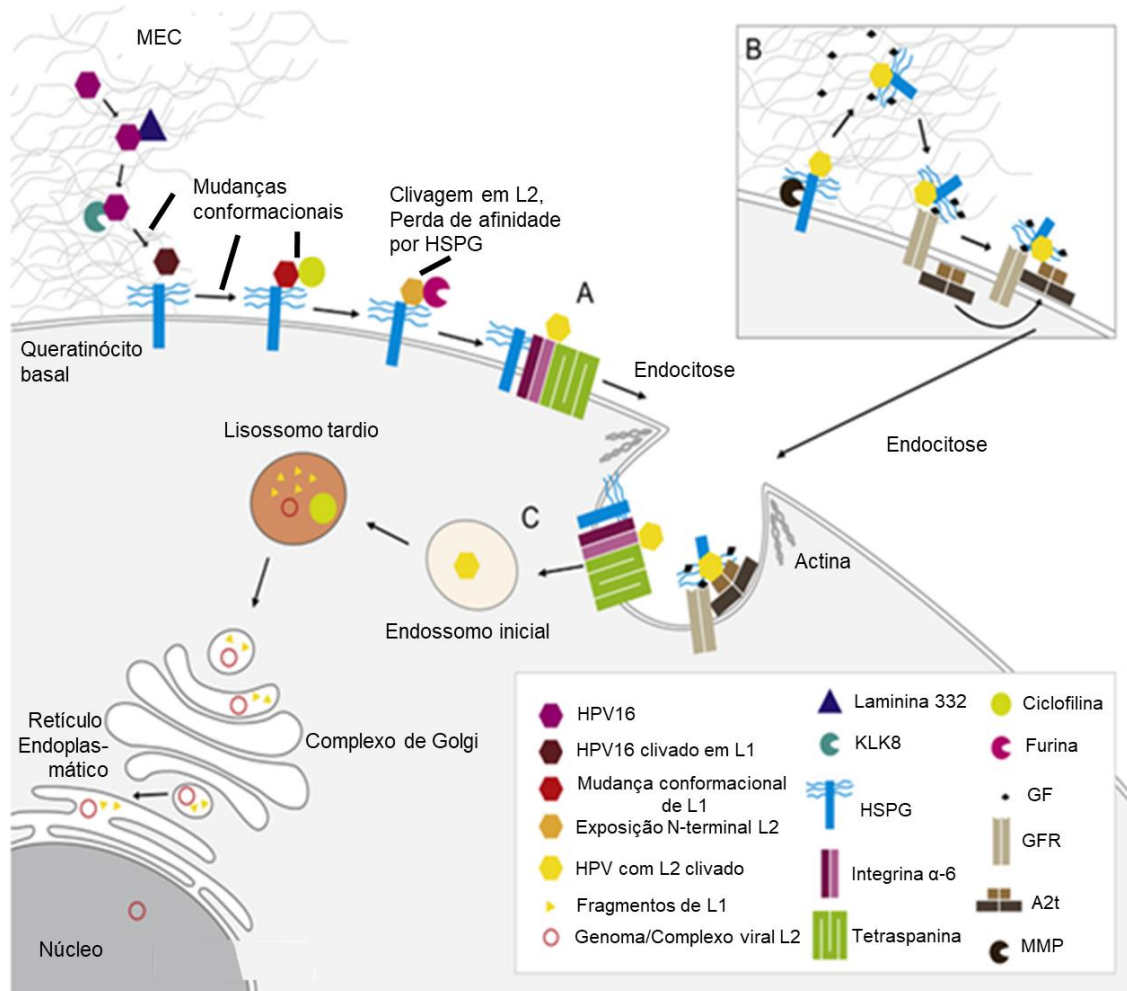 MEC
B
Mudanças
conformacionais
Clivagem em L2,
Perda de afinidade
por HSPG
A
Queratinócito
basal
Endocitose
Endocitose
Lisossomo tardio
C
Actina
Endossomo inicial
Retículo
Endoplas-
mático
Complexo de Golgi
Núcleo
HPV16
HPV16 clivado em L1
Mudança conformacional
de L1
Exposição N-terminal L2
HPV com L2 clivado
Fragmentos de L1
Genoma/Complexo viral L2
Laminina 332
KLK8
HSPG
Integrina α-6
Tetraspanina
Ciclofilina
Furina
GF
GFR
A2t
MMP